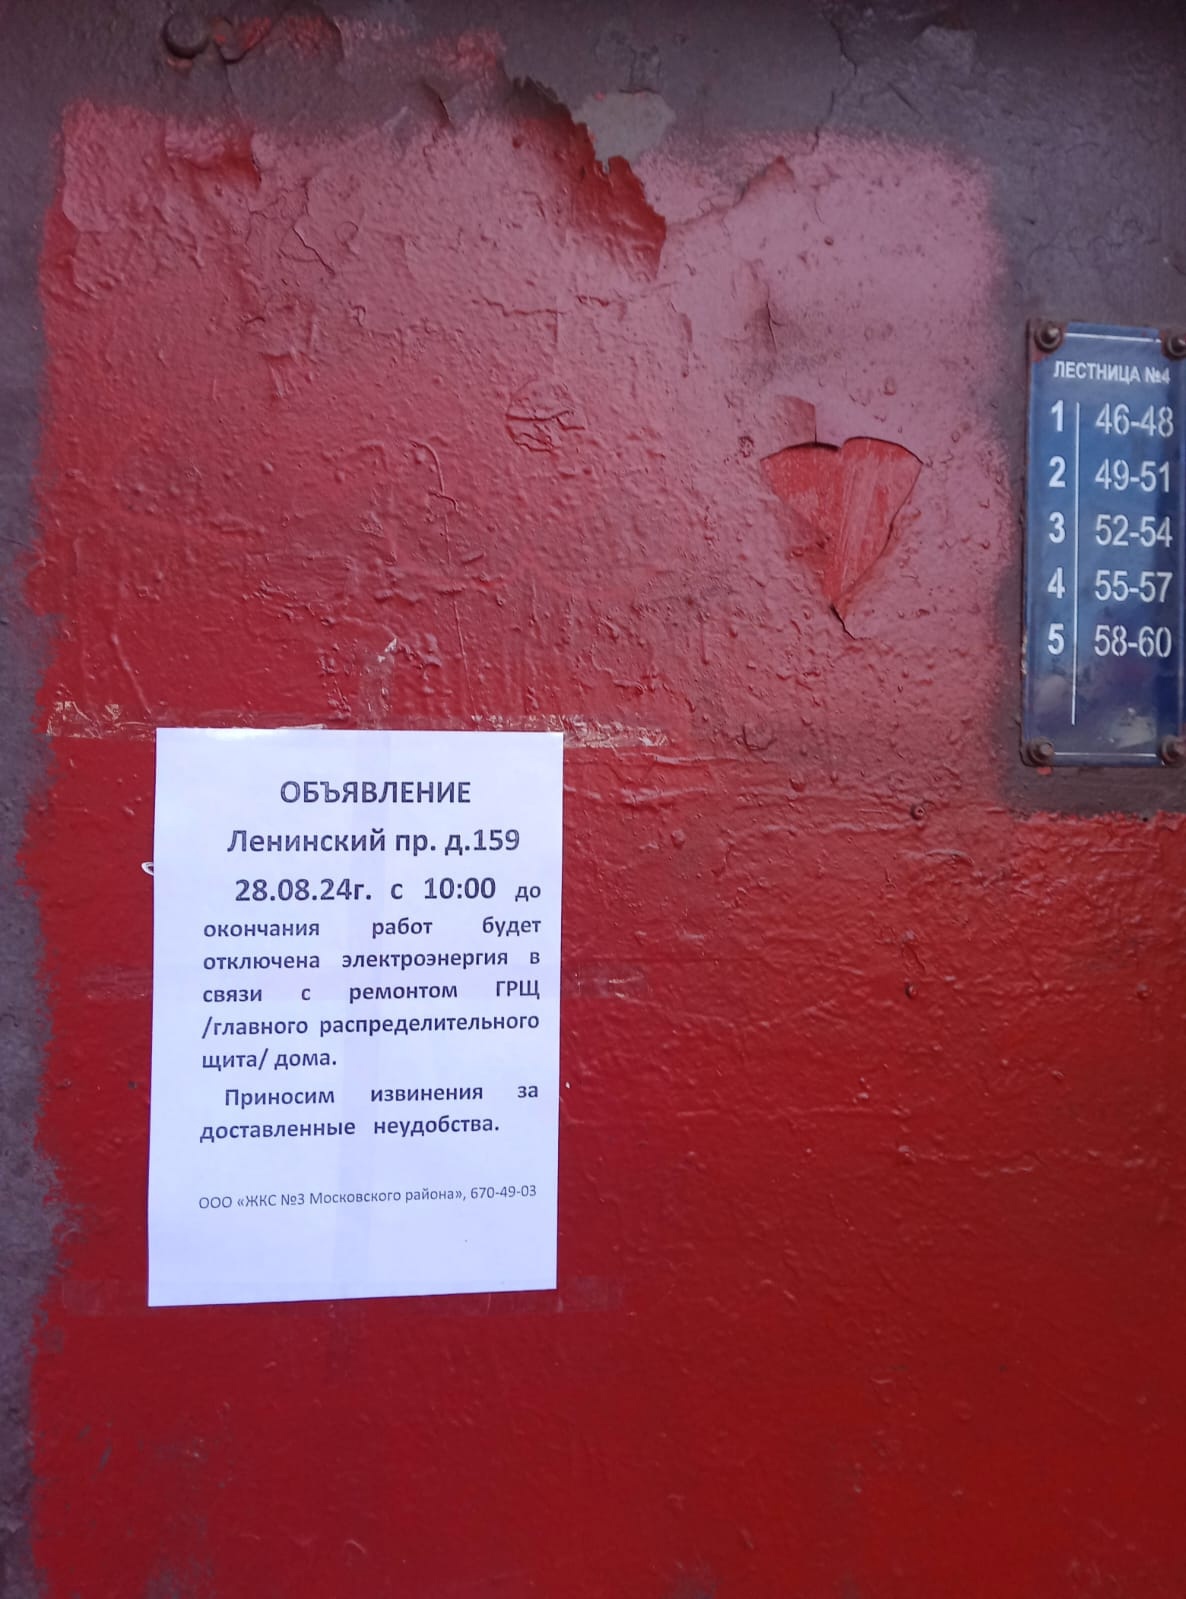 ОБЪЯВЛЕНИЕ
Ленинский пр. д.159
28.08.24г. с 10:00 до
окончания работ будет
отключена электроэнергия в
связи с ремонтом ГРЩ
/главного распределительного
щита/ дома.
Приносим извинения за
доставленные неудобства.
ООО «ЖКС №3 Московского района», 670-49-03
ЛЕСТНИЦА №4
1 46-48
2 49-51
3 52-54
4 55-57
5 58-60